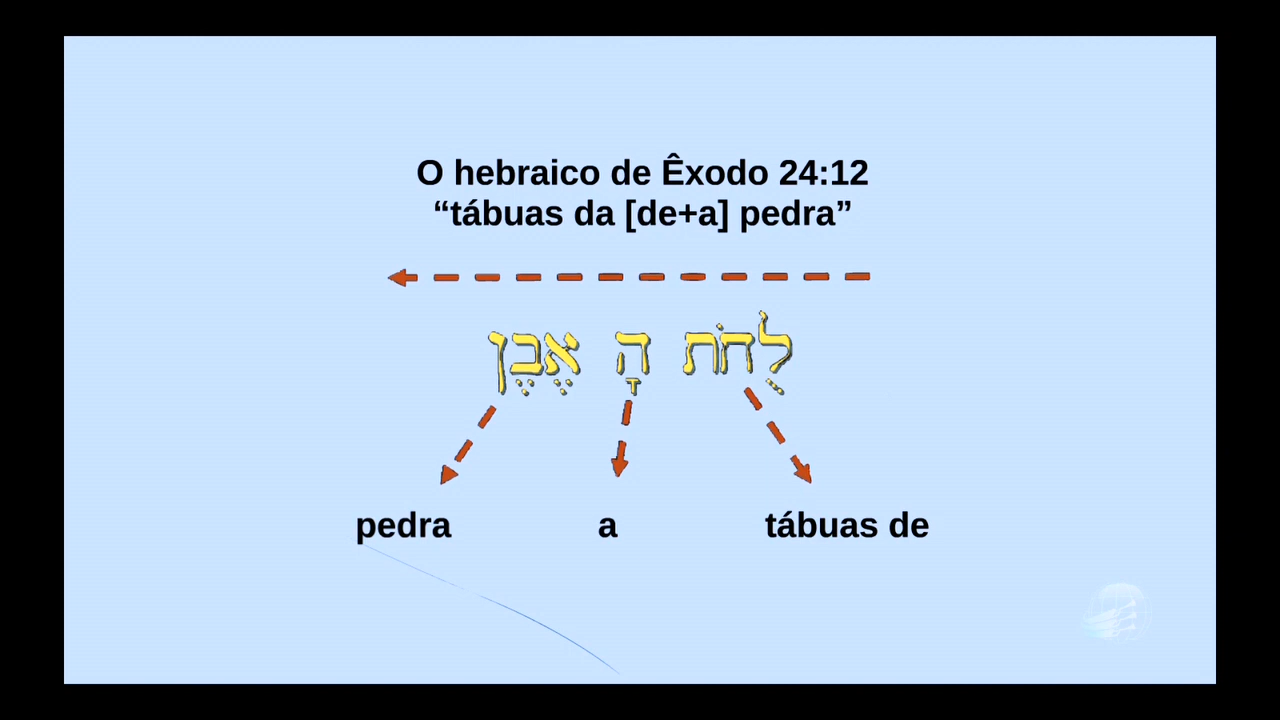 O hebraico de Êxodo 24:12
“tábuas da [de+a] pedra”
לֻחֹת הָ אֶבֶן
pedra a tábuas de